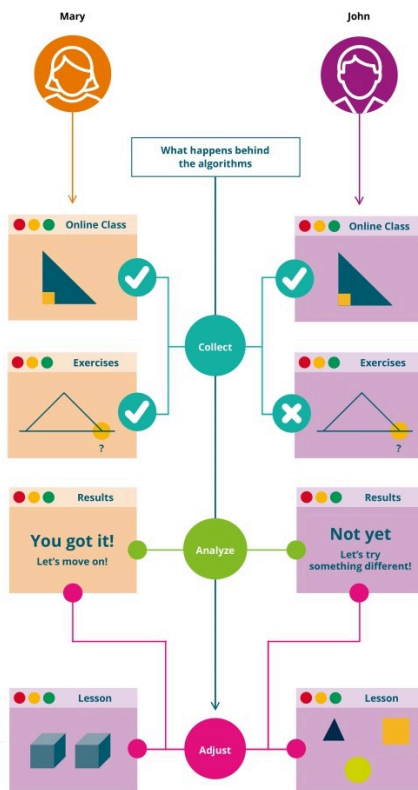 Mary
John
What happens behind
the algorithms
Online Class
Online Class
Collect
Exercises
Exercises
?
?
Results
Results
You got it!
Let's move on!
Analyze
Not yet
Let's try
something different!
Lesson
Lesson
Adjust